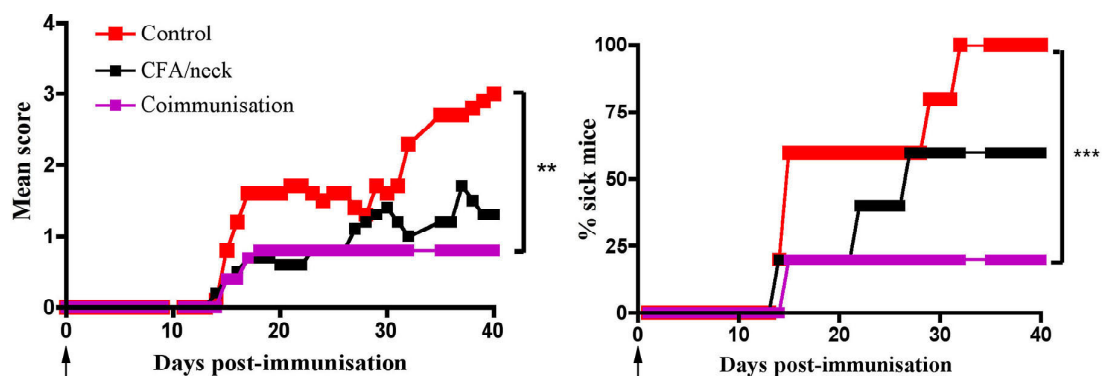 4
3
2
1
0
Mean score
Control
CFA/neck
Coimmunisation
**
0 10 20 30 40
Days post-immunisation
100
75
50
25
0
% sick mice
***
0 10 20 30 40
Days post-immunisation